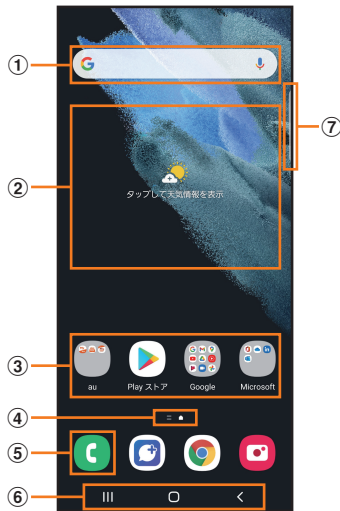 ①
⑦
②
タップして天気情報を表示
③
au
Play ストア
Google
Microsoft
④
⑤
⑥